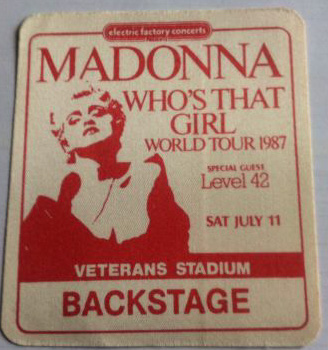 electric factory concerts
MADONNA
WHO'S THAT
GIRL
WORLD TOUR 1987
SPECIAL GUEST
Level 42
SAT JULY 11
VETERANS STADIUM
BACKSTAGE